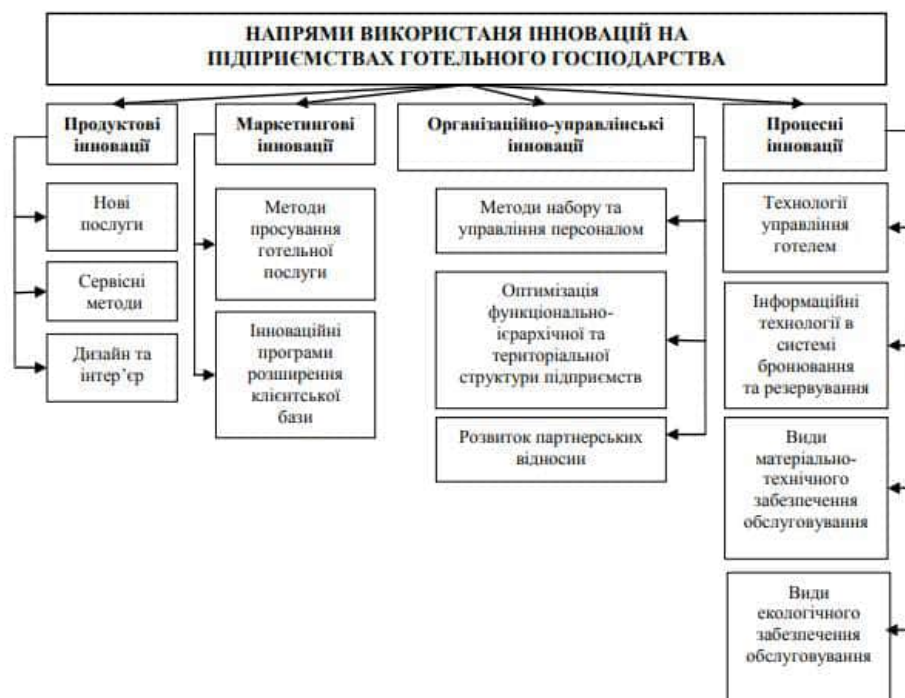 НАПРЯМИ ВИКОРИСТАНЯ ІННОВАЦІЙ НА
ПІДПРИЄМСТВАХ ГОТЕЛЬНОГО ГОСПОДАРСТВА
Продуктові
інновації
Нові
послуги
Сервісні
методи
Дизайн та
інтер’єр
Маркетингові
інновації
Методи
просування
готельної
послуги
Інноваційні
програми
розширення
клієнтської
бази
Організаційно-управлінські
інновації
Методи набору та
управління персоналом
Оптимізація
функціонально-
ієрархічної та
територіальної
структури підприємств
Розвиток партнерських
відносин
Процесні
інновації
Технології
управління
готелем
Інформаційні
технології в
системі
бронювання
та резервування
Види
матеріально-
технічного
забезпечення
обслуговування
Види
екологічного
забезпечення
обслуговування